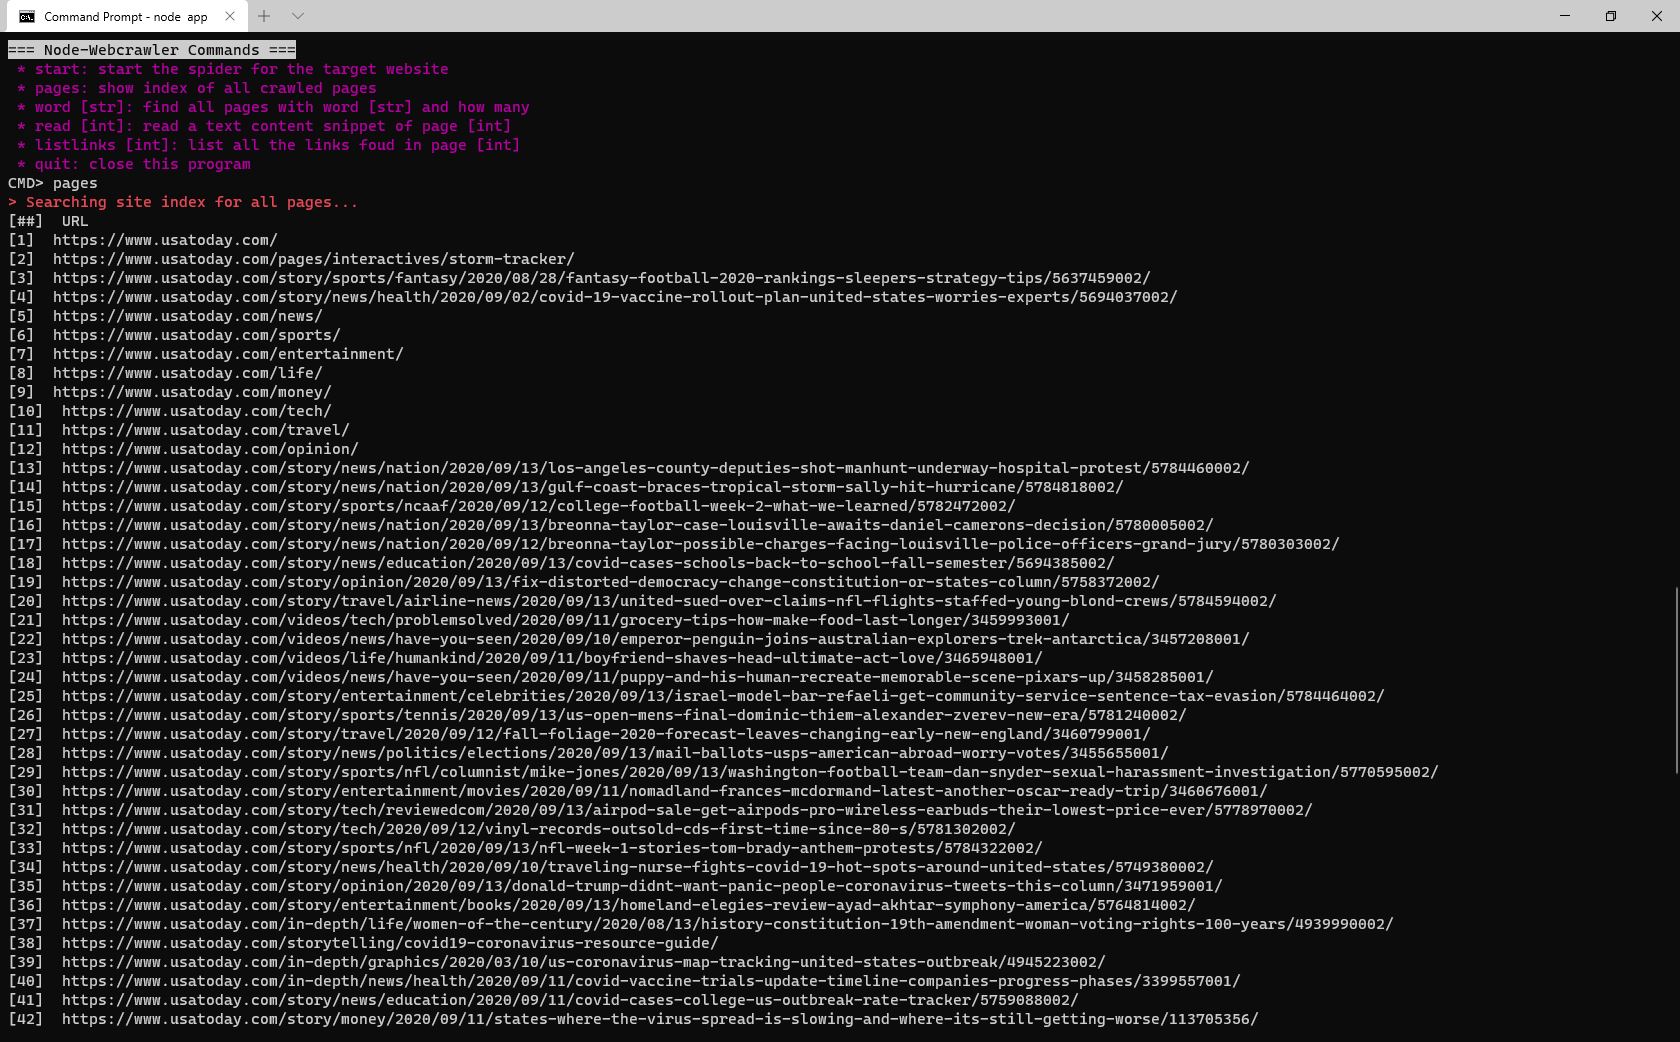 Command Prompt - node  app
=== Node-Webcrawler Commands ===
 * start: start the spider for the target website
 * pages: show index of all crawled pages
 * word [str]: find all pages with word [str] and how many
 * read [int]: read a text content snippet of page [int]
 * listlinks [int]: list all the links foud in page [int]
 * quit: close this program
CMD> pages
> Searching site index for all pages...
[##]  URL
[1]  https://www.usatoday.com/
[2]  https://www.usatoday.com/pages/interactives/storm-tracker/
[3]  https://www.usatoday.com/story/sports/fantasy/2020/08/28/fantasy-football-2020-rankings-sleepers-strategy-tips/5637459002/
[4]  https://www.usatoday.com/story/news/health/2020/09/02/covid-19-vaccine-rollout-plan-united-states-worries-experts/5694037002/
[5]  https://www.usatoday.com/news/
[6]  https://www.usatoday.com/sports/
[7]  https://www.usatoday.com/entertainment/
[8]  https://www.usatoday.com/life/
[9]  https://www.usatoday.com/money/
[10]  https://www.usatoday.com/tech/
[11]  https://www.usatoday.com/travel/
[12]  https://www.usatoday.com/opinion/
[13]  https://www.usatoday.com/story/news/nation/2020/09/13/los-angeles-county-deputies-shot-manhunt-underway-hospital-protest/5784460002/
[14]  https://www.usatoday.com/story/news/nation/2020/09/13/gulf-coast-braces-tropical-storm-sally-hit-hurricane/5784818002/
[15]  https://www.usatoday.com/story/sports/ncaaf/2020/09/12/college-football-week-2-what-we-learned/5782472002/
[16]  https://www.usatoday.com/story/news/nation/2020/09/13/breonna-taylor-case-louisville-awaits-daniel-camerons-decision/5780005002/
[17]  https://www.usatoday.com/story/news/nation/2020/09/12/breonna-taylor-possible-charges-facing-louisville-police-officers-grand-jury/5780303002/
[18]  https://www.usatoday.com/story/news/education/2020/09/13/covid-cases-schools-back-to-school-fall-semester/5694385002/
[19]  https://www.usatoday.com/story/opinion/2020/09/13/fix-distorted-democracy-change-constitution-or-states-column/5758372002/
[20]  https://www.usatoday.com/story/travel/airline-news/2020/09/13/united-sued-over-claims-nfl-flights-staffed-young-blond-crews/5784594002/
[21]  https://www.usatoday.com/videos/tech/problemsolved/2020/09/11/grocery-tips-how-make-food-last-longer/3459993001/
[22]  https://www.usatoday.com/videos/news/have-you-seen/2020/09/10/emperor-penguin-joins-australian-explorers-trek-antarctica/3457208001/
[23]  https://www.usatoday.com/videos/life/humankind/2020/09/11/boyfriend-shaves-head-ultimate-act-love/3465948001/
[24]  https://www.usatoday.com/videos/news/have-you-seen/2020/09/11/puppy-and-his-human-recreate-memorable-scene-pixars-up/3458285001/
[25]  https://www.usatoday.com/story/entertainment/celebrities/2020/09/13/israel-model-bar-refaeli-get-community-service-sentence-tax-evasion/5784464002/
[26]  https://www.usatoday.com/story/sports/tennis/2020/09/13/us-open-mens-final-dominic-thiem-alexander-zverev-new-era/5781240002/
[27]  https://www.usatoday.com/story/travel/2020/09/12/fall-foliage-2020-forecast-leaves-changing-early-new-england/3460799001/
[28]  https://www.usatoday.com/story/news/politics/elections/2020/09/13/mail-ballots-usps-american-abroad-worry-votes/3455655001/
[29]  https://www.usatoday.com/story/sports/nfl/columnist/mike-jones/2020/09/13/washington-football-team-dan-snyder-sexual-harassment-investigation/5770595002/
[30]  https://www.usatoday.com/story/entertainment/movies/2020/09/11/nomadland-frances-mcdormand-latest-another-oscar-ready-trip/3460676001/
[31]  https://www.usatoday.com/story/tech/reviewedcom/2020/09/13/airpod-sale-get-airpods-pro-wireless-earbuds-their-lowest-price-ever/5778970002/
[32]  https://www.usatoday.com/story/tech/2020/09/12/vinyl-records-outsold-cds-first-time-since-80-s/5781302002/
[33]  https://www.usatoday.com/story/sports/nfl/2020/09/13/nfl-week-1-stories-tom-brady-anthem-protests/5784322002/
[34]  https://www.usatoday.com/story/news/health/2020/09/10/traveling-nurse-fights-covid-19-hot-spots-around-united-states/5749380002/
[35]  https://www.usatoday.com/story/opinion/2020/09/13/donald-trump-didnt-want-panic-people-coronavirus-tweets-this-column/3471959001/
[36]  https://www.usatoday.com/story/entertainment/books/2020/09/13/homeland-elegies-review-ayad-akhtar-symphony-america/5764814002/
[37]  https://www.usatoday.com/in-depth/life/women-of-the-century/2020/08/13/history-constitution-19th-amendment-woman-voting-rights-100-years/4939990002/
[38]  https://www.usatoday.com/storytelling/covid19-coronavirus-resource-guide/
[39]  https://www.usatoday.com/in-depth/graphics/2020/03/10/us-coronavirus-map-tracking-united-states-outbreak/4945223002/
[40]  https://www.usatoday.com/in-depth/news/health/2020/09/11/covid-vaccine-trials-update-timeline-companies-progress-phases/3399557001/
[41]  https://www.usatoday.com/story/news/education/2020/09/11/covid-cases-college-us-outbreak-rate-tracker/5759088002/
[42]  https://www.usatoday.com/story/money/2020/09/11/states-where-the-virus-spread-is-slowing-and-where-its-still-getting-worse/113705356/